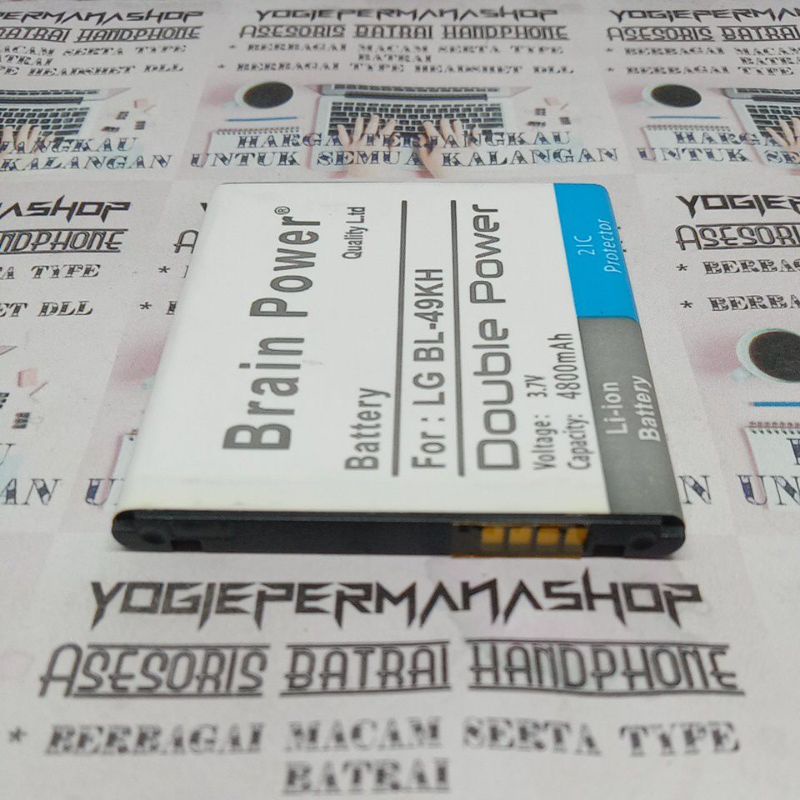 YOGIEPERMANASHOP
ASESORIS BATRAI HANDPHONE
* BERBAGAI MACAM SERTA TYPE
BATRAI
* BERBAGAI TYPE HEADSHET DLL
HARGA TERJANGKAU
UNTUK SEMUA KALANGAN
Brain Power®
Quality L.td
Battery
For : LG BL-49KH
Double Power
Voltage : 3.7V
Capacity: 4800mAh
2IC
Protector
Li-ion
Battery
YOGIEPERMANASHOP
ASESORIS BATRAI HANDPHONE
* BERBAGAI MACAM SERTA TYPE
BATRAI